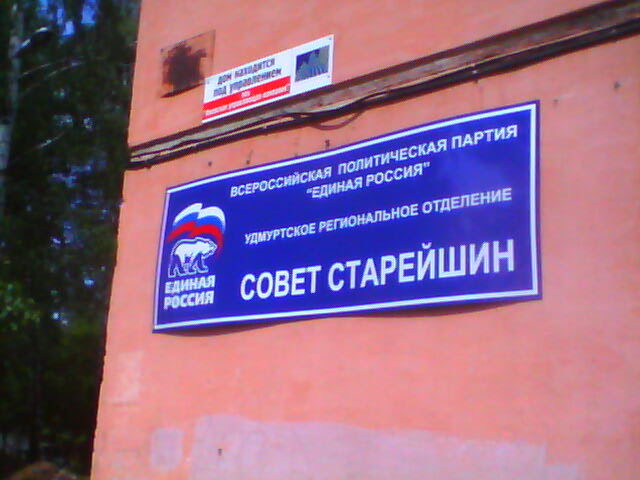 дом находится
под управлением
ВСЕРОССИЙСКАЯ ПОЛИТИЧЕСКАЯ ПАРТИЯ
"ЕДИНАЯ РОССИЯ"
УДМУРТСКОЕ РЕГИОНАЛЬНОЕ ОТДЕЛЕНИЕ
СОВЕТ СТАРЕЙШИН
ЕДИНАЯ
РОССИЯ